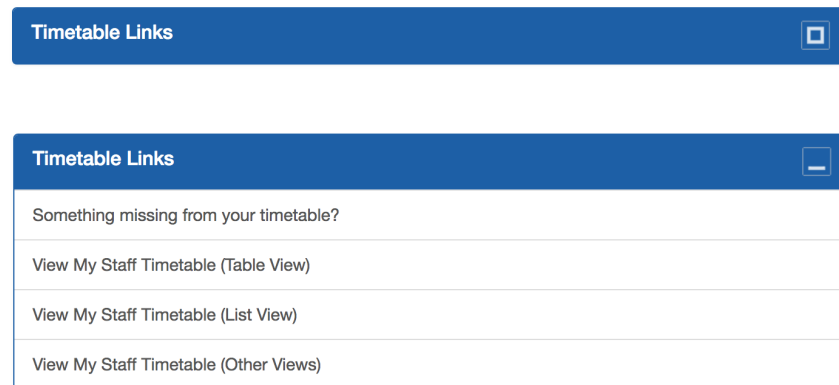 Timetable Links
Timetable Links
Something missing from your timetable?
View My Staff Timetable (Table View)
View My Staff Timetable (List View)
View My Staff Timetable (Other Views)